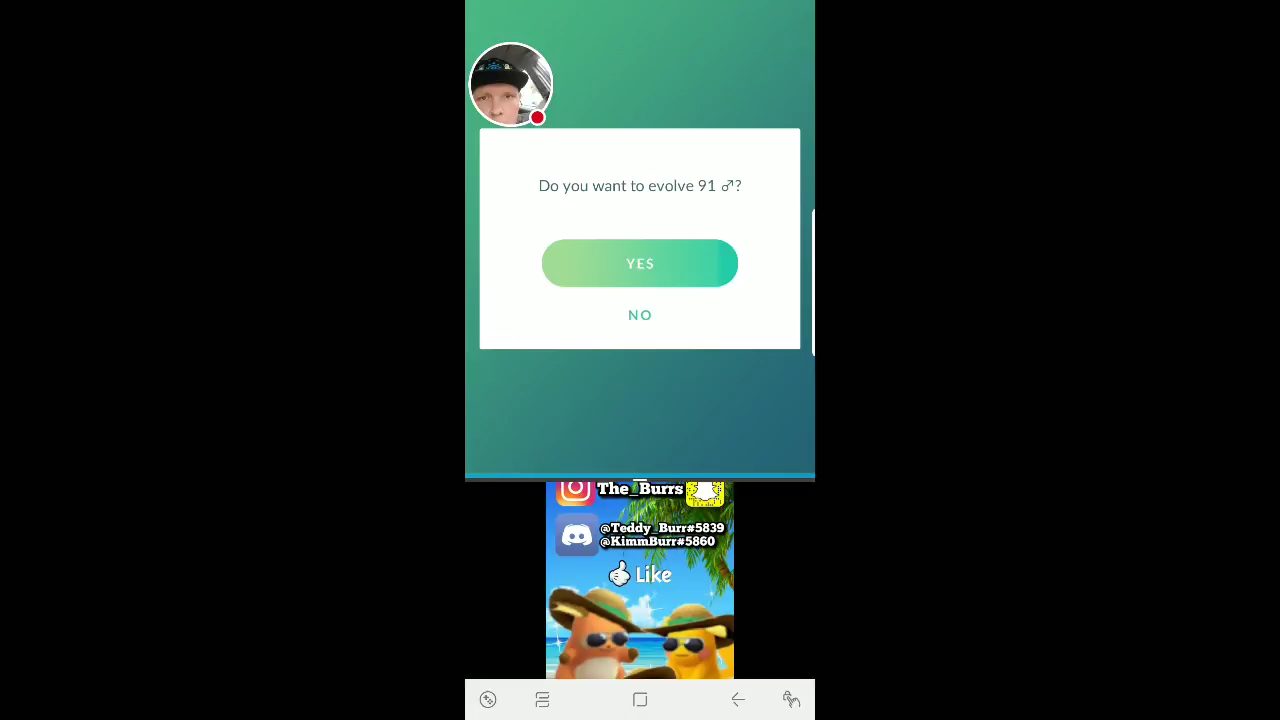 Do you want to evolve 91 ♂?
YES
NO
The_Burrs
@Teddy_Burr#5839
@KimmBurr#5860
Like